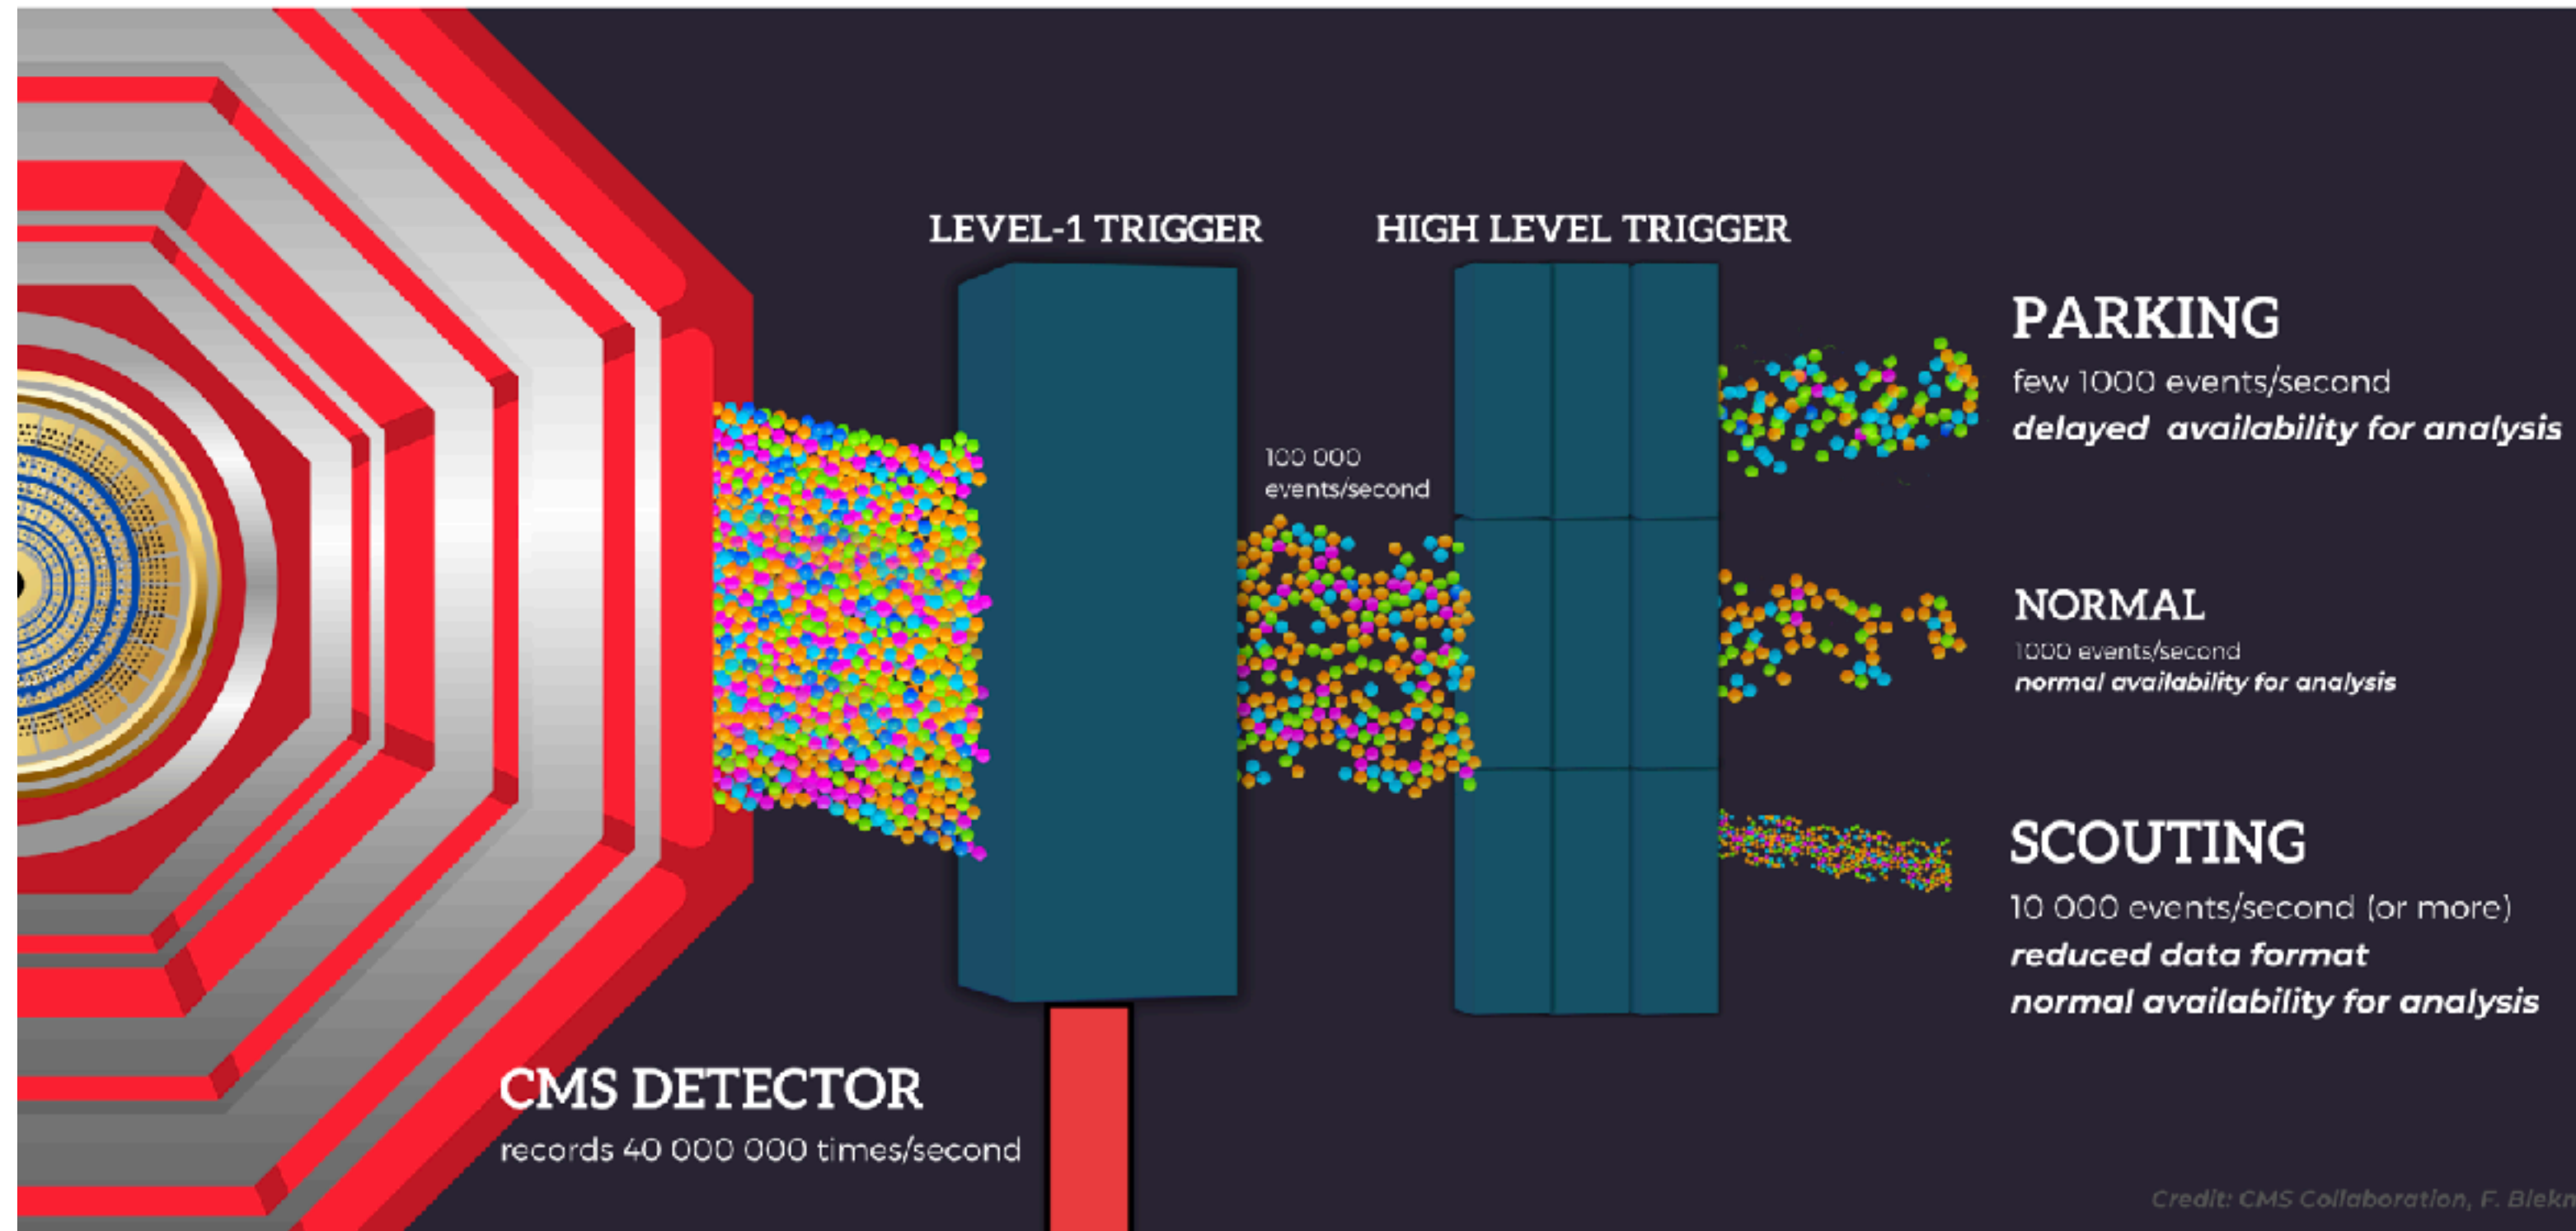 LEVEL-1 TRIGGER
HIGH LEVEL TRIGGER
100 000
events/second
PARKING
few 1000 events/second
delayed availability for analysis
NORMAL
1000 events/second
normal availability for analysis
SCOUTING
10 000 events/second (or more)
reduced data format
normal availability for analysis
CMS DETECTOR
records 40 000 000 times/second
Credit: CMS Collaboration, F.